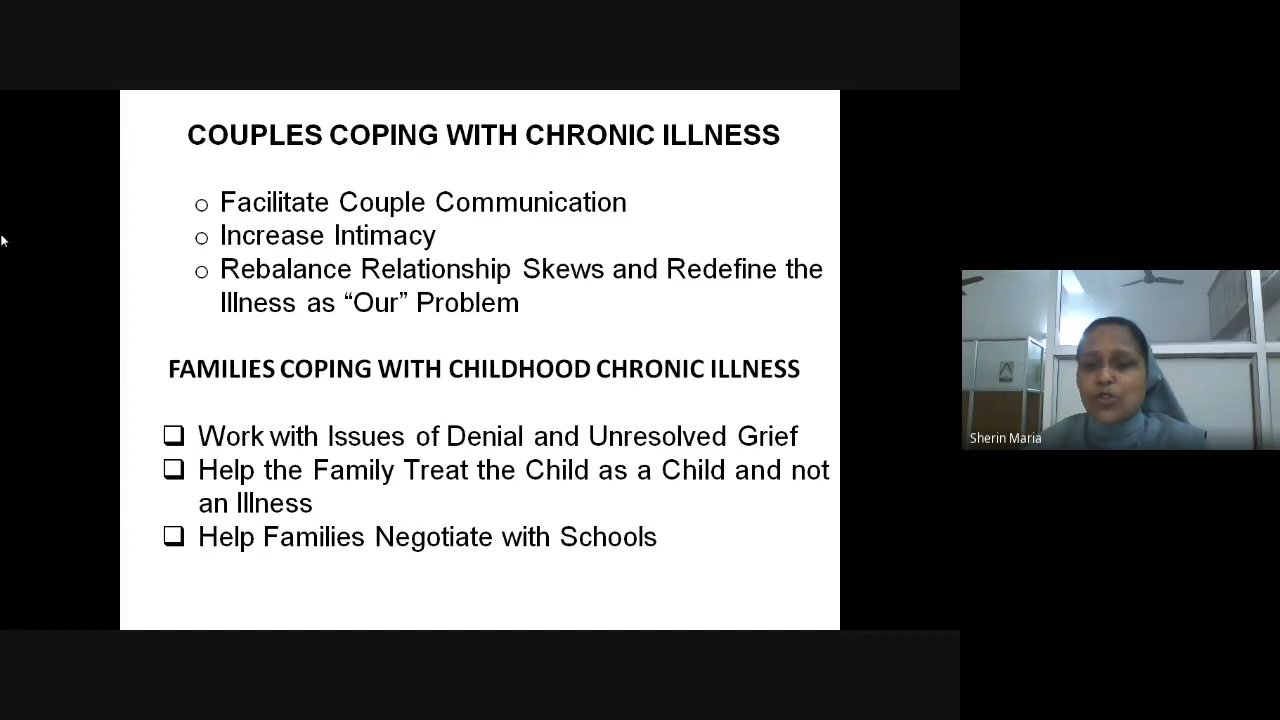 COUPLES COPING WITH CHRONIC ILLNESS
○ Facilitate Couple Communication
○ Increase Intimacy
○ Rebalance Relationship Skews and Redefine the
Illness as “Our” Problem
FAMILIES COPING WITH CHILDHOOD CHRONIC ILLNESS
❑ Work with Issues of Denial and Unresolved Grief
❑ Help the Family Treat the Child as a Child and not
an Illness
❑ Help Families Negotiate with Schools
Sherin Maria